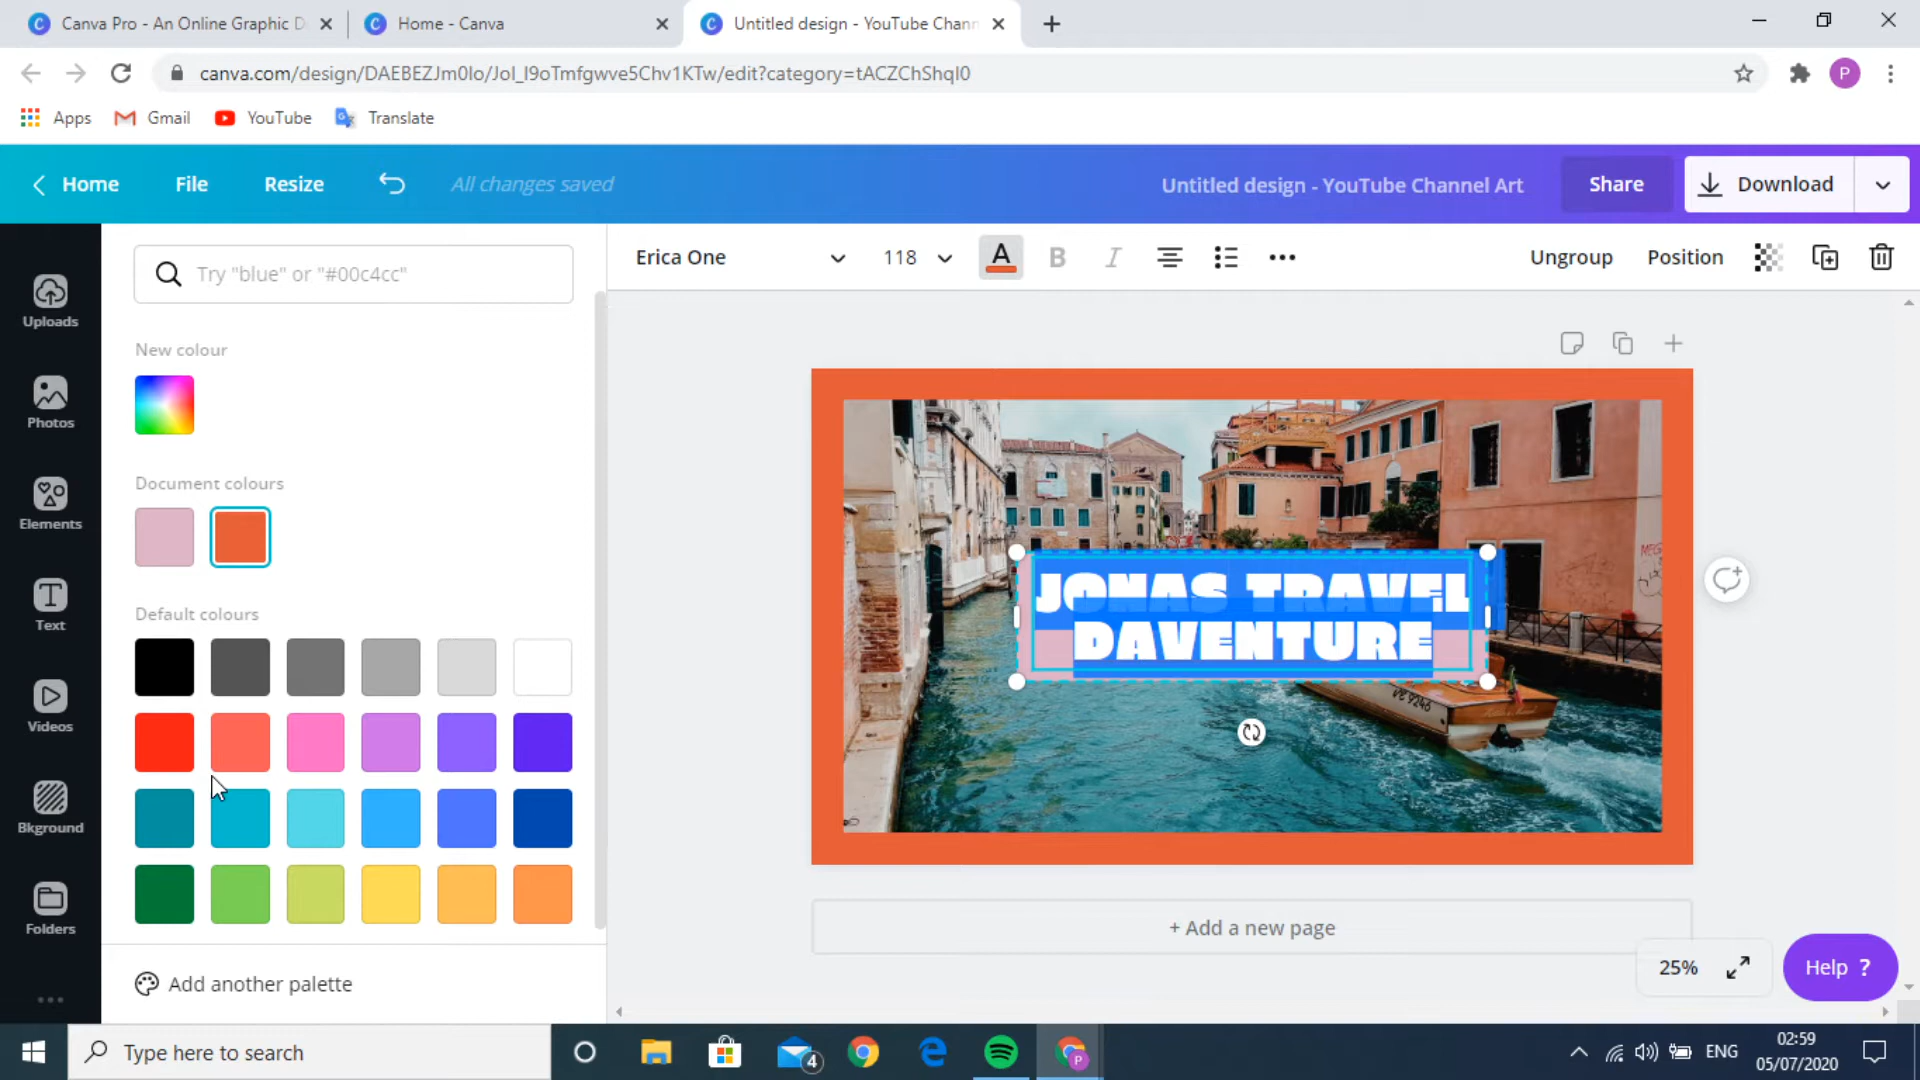 Canva Pro - An Online Graphic D
Home - Canva
Untitled design - YouTube Chann
canva.com/design/DAEBEZJm0lo/Jol_I9oTmfgwve5Chv1KTw/edit?category=tACZChShqI0
P
Apps
Gmail
YouTube
Translate
Home
File
Resize
All changes saved
Untitled design - YouTube Channel Art
Share
Download
Try "blue" or "#00c4cc"
Erica One
118
A
B
I
Ungroup
Position
Uploads
Photos
Elements
Text
Videos
Bkground
Folders
New colour
Document colours
Default colours
Add another palette
JONAS TRAVEL
DAVENTURE
VE 9246
+ Add a new page
25%
Help ?
Type here to search
4
P
ENG
02:59
05/07/2020